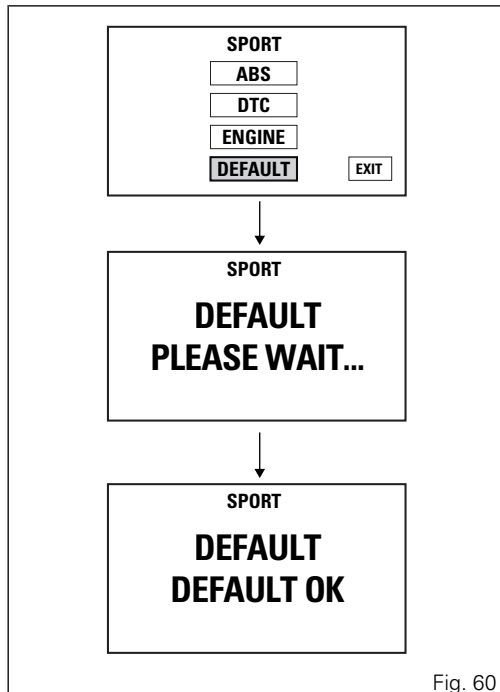 SPORT
ABS
DTC
ENGINE
DEFAULT
EXIT
SPORT
DEFAULT
PLEASE WAIT...
SPORT
DEFAULT
DEFAULT OK
Fig. 60